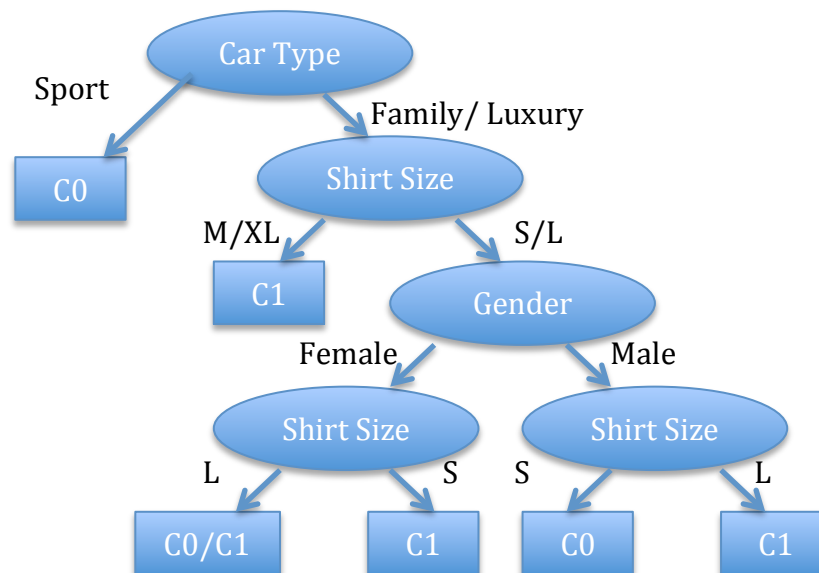 Car Type
Sport
Family/ Luxury
C0
Shirt Size
M/XL
S/L
C1
Gender
Female
Male
Shirt Size
Shirt Size
L
S
S
L
C0/C1
C1
C0
C1